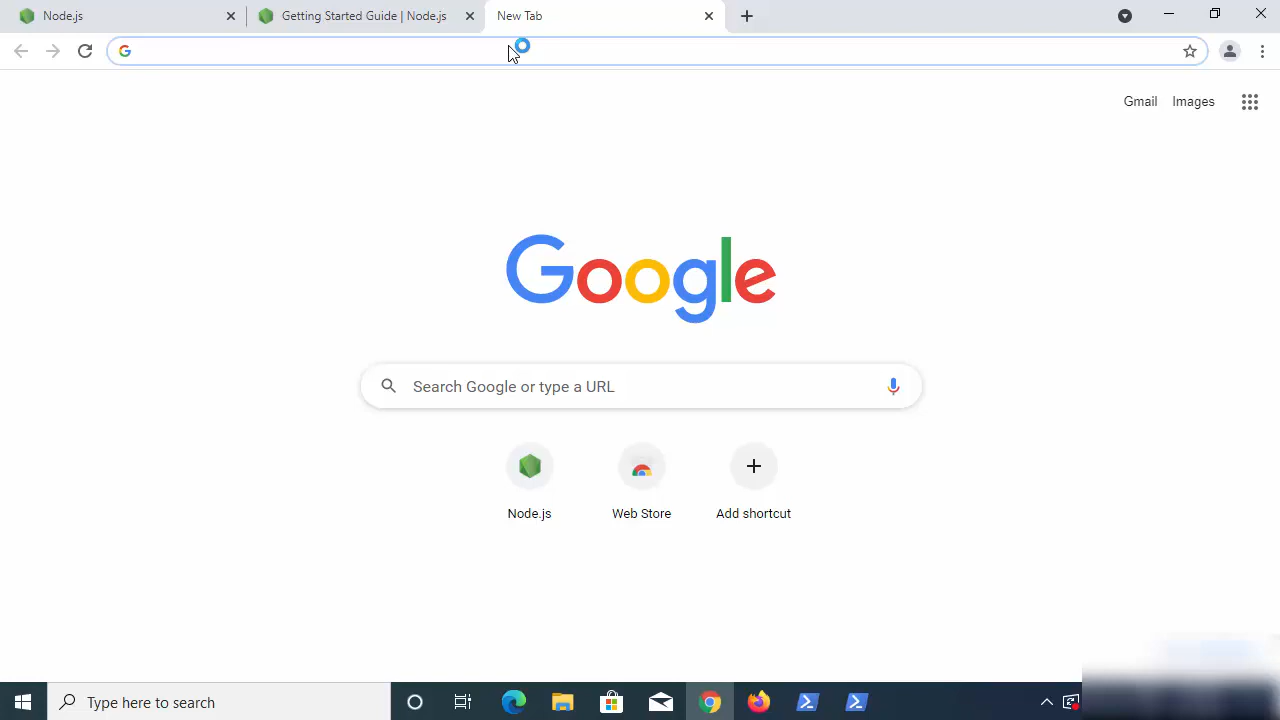 Node.js
Getting Started Guide | Node.js
New Tab
Gmail
Images
Google
Search Google or type a URL
Node.js
Web Store
Add shortcut
Type here to search